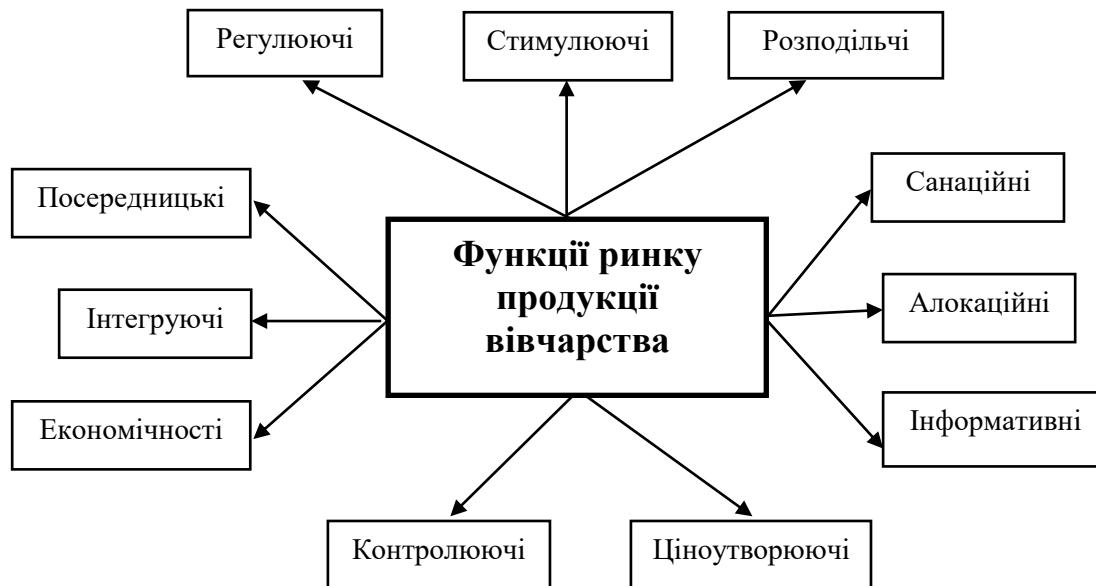 Регулюючі
Стимулюючі
Розподільчі
Посередницькі
Санаційні
Функції ринку
продукції
вівчарства
Інтегруючі
Алокаційні
Економічності
Інформативні
Контролюючі
Ціноутворюючі